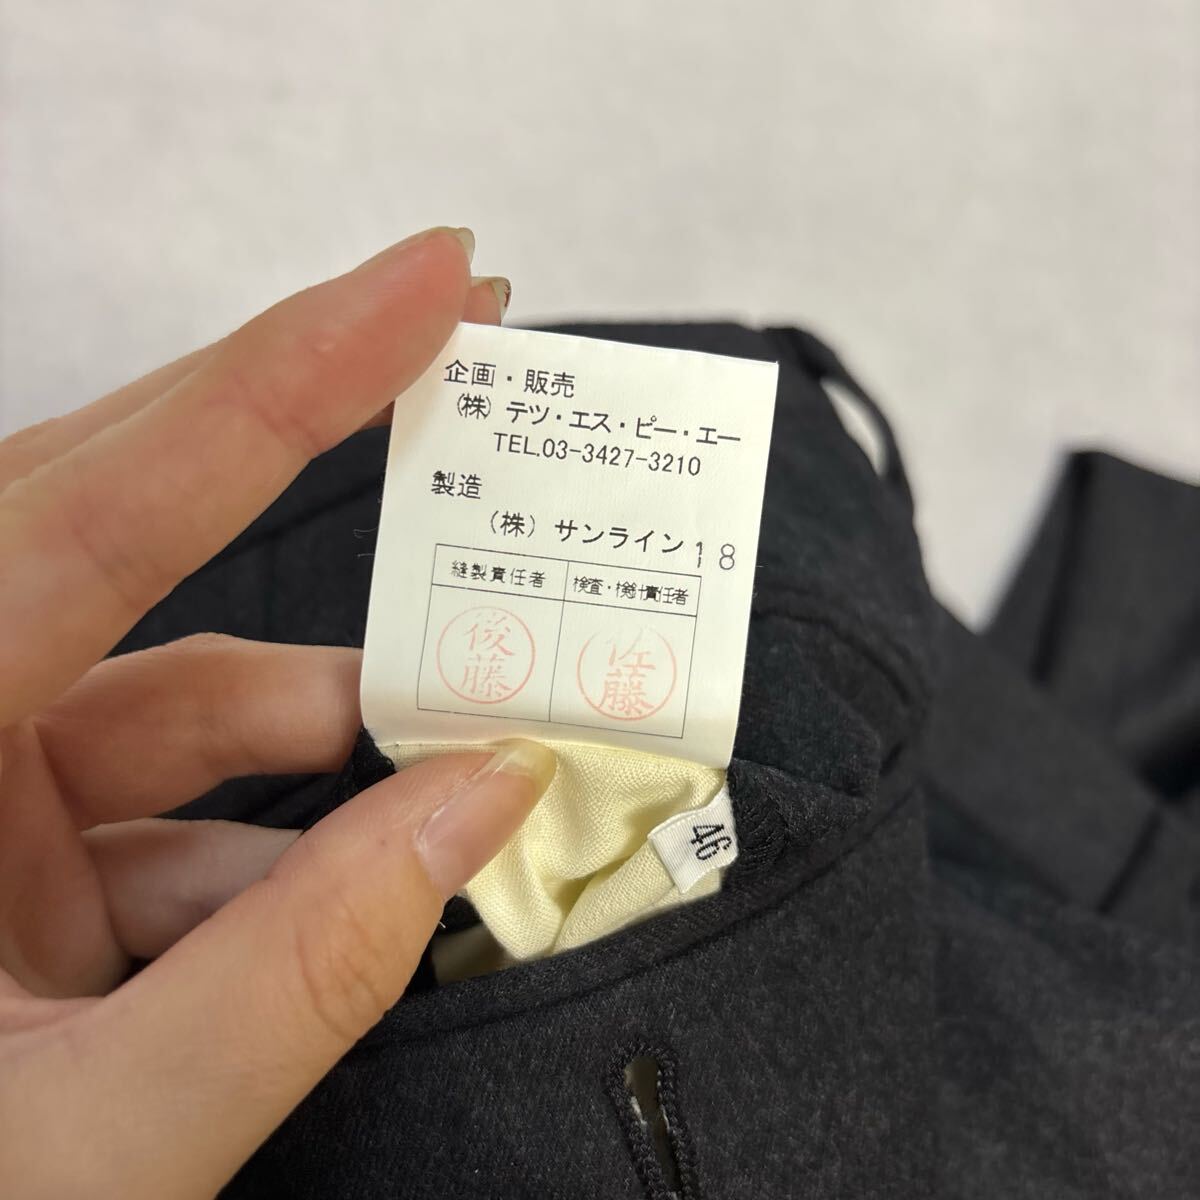 企画・販売
(株) テツ・エス・ピー・エー
TEL.03-3427-3210
製造
(株) サンライン 18
縫製責任者 検査・検針責任者
後藤 佐藤
46